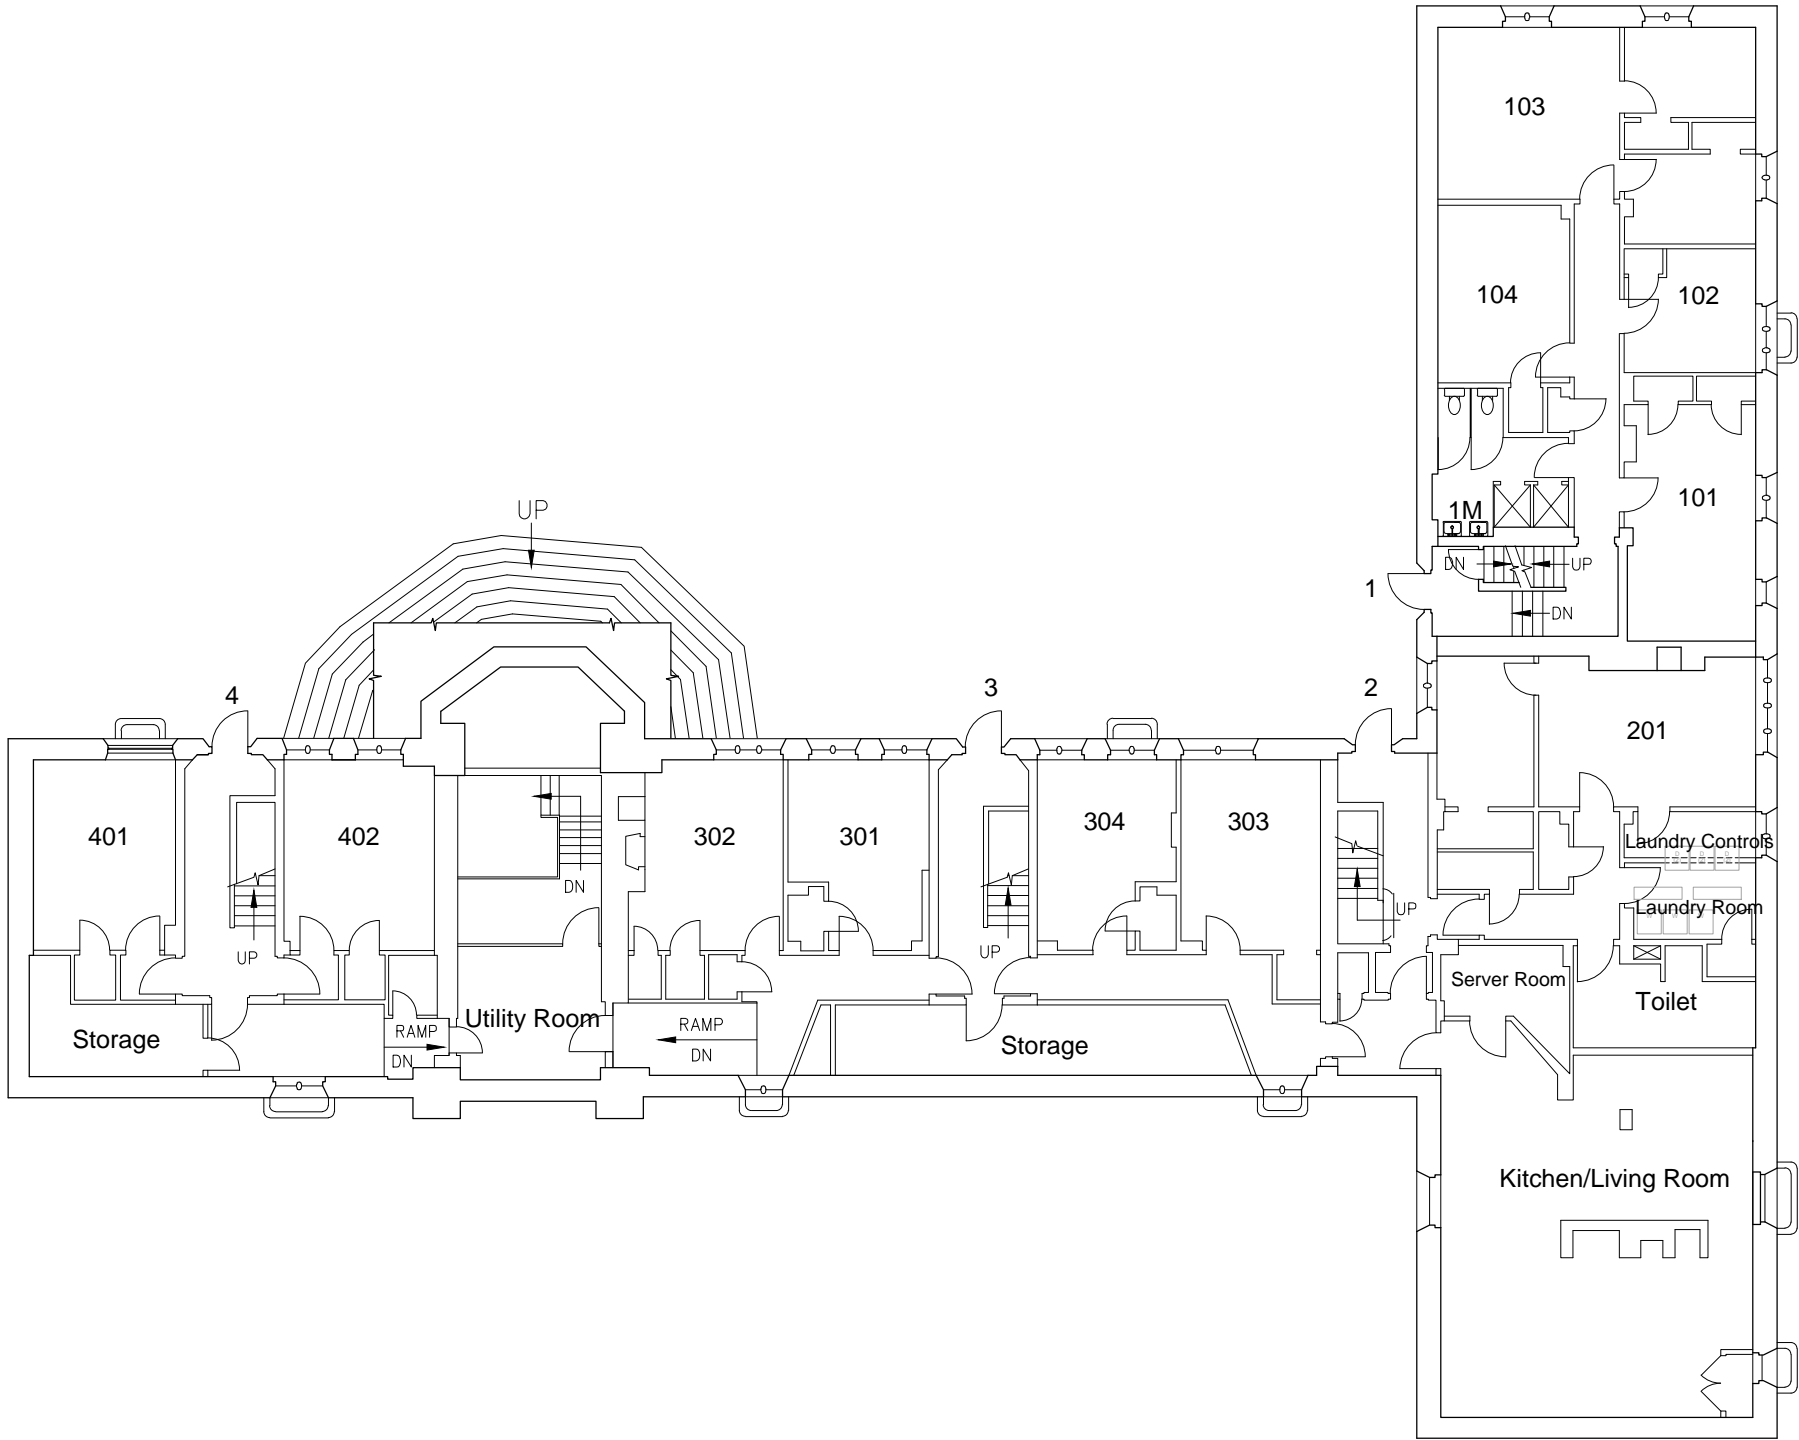 103
104
102
1M
101
DN
UP
1
DN
UP
4
3
2
201
401
402
302
301
304
303
Laundry Controls
DN
Laundry Room
UP
UP
UP
Server Room
Storage
RAMP
DN
Utility Room
RAMP
DN
Storage
Toilet
Kitchen/Living Room